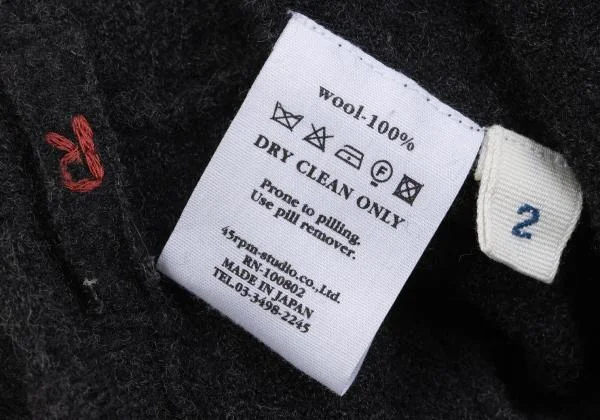 wool-100%
DRY CLEAN ONLY
Prone to pilling.
Use pill remover.
45rpm-studio.co.,Ltd.
RN-100802
MADE IN JAPAN
TEL.03-3498-2245
R
2